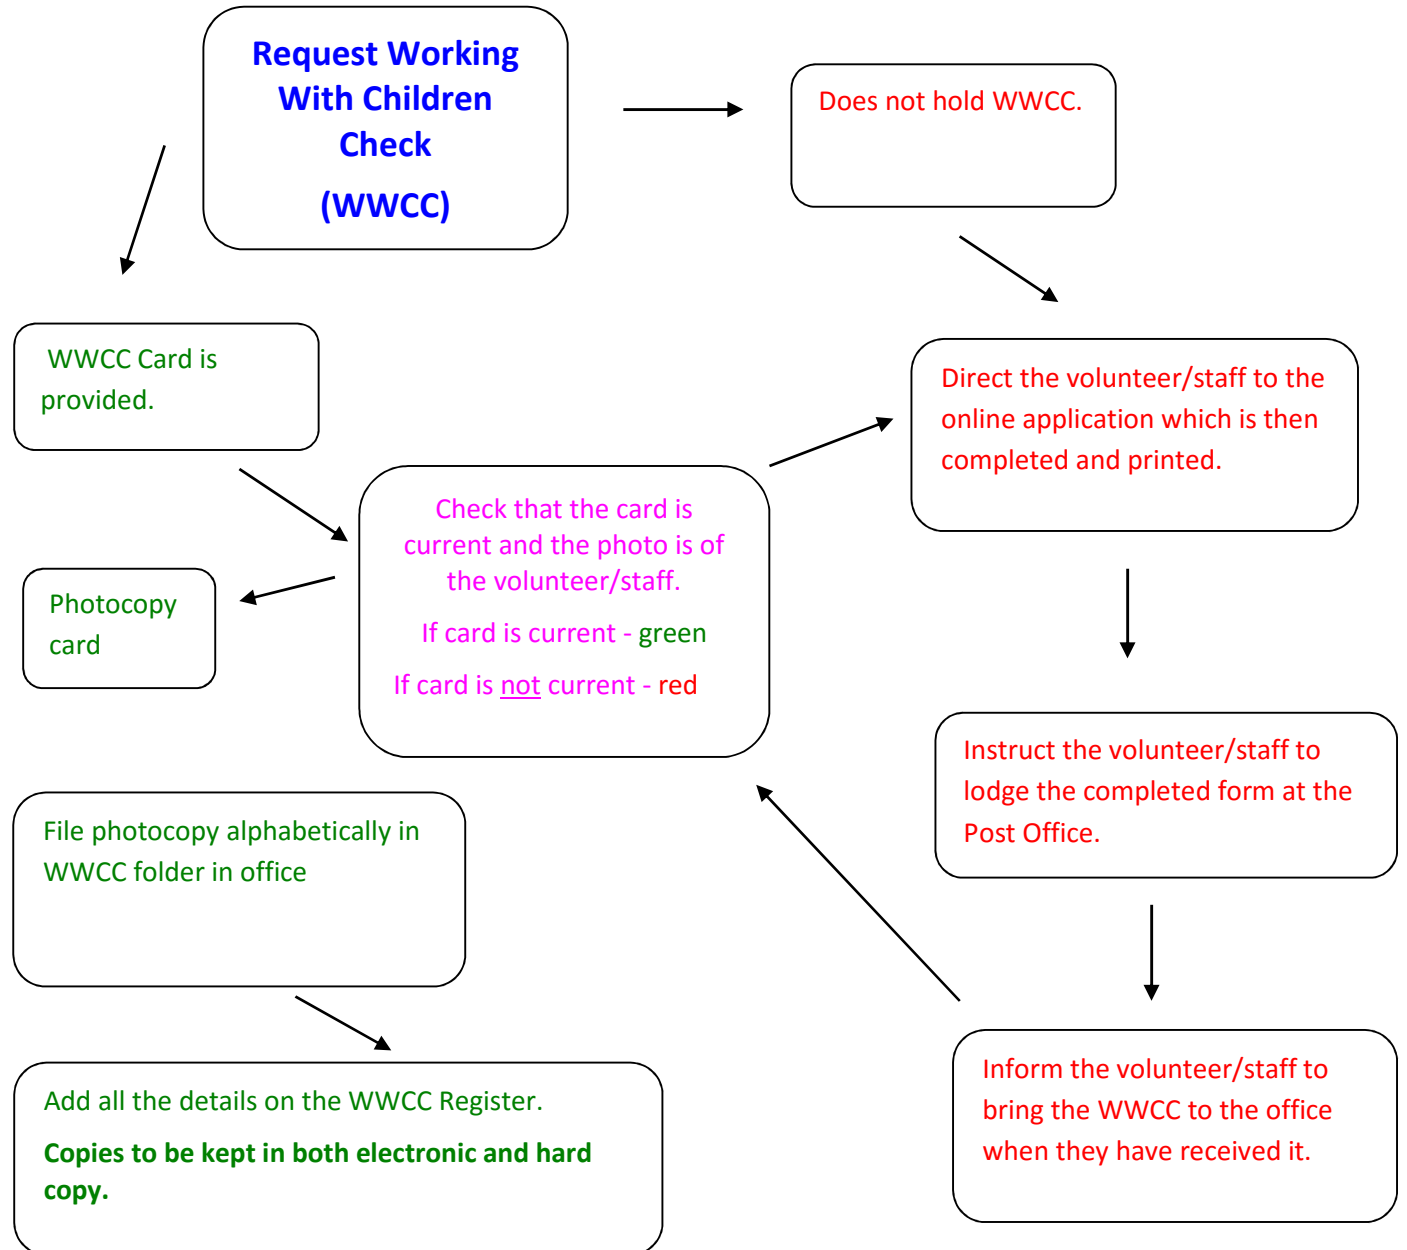 Request Working
With Children
Check
(WWCC)
Does not hold WWCC.
WWCC Card is
provided.
Direct the volunteer/staff to the
online application which is then
completed and printed.
Check that the card is
current and the photo is of
the volunteer/staff.
If card is current - green
If card is not current - red
Photocopy
card
Instruct the volunteer/staff to
lodge the completed form at the
Post Office.
File photocopy alphabetically in
WWCC folder in office
Inform the volunteer/staff to
bring the WWCC to the office
when they have received it.
Add all the details on the WWCC Register.
Copies to be kept in both electronic and hard
copy.